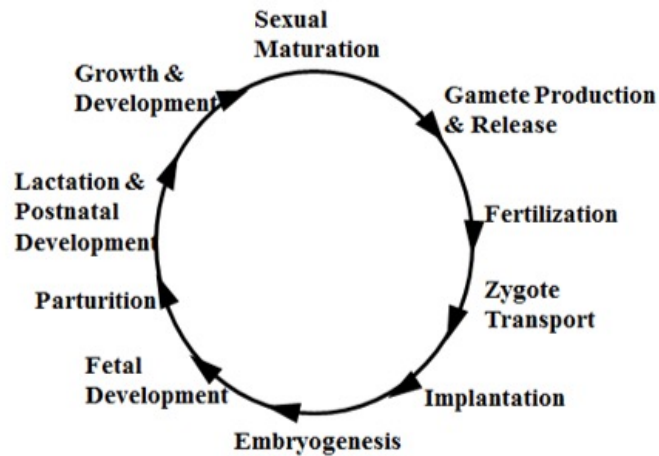 Sexual
Maturation
Gamete Production
& Release
Fertilization
Zygote
Transport
Implantation
Embryogenesis
Fetal
Development
Parturition
Lactation &
Postnatal
Development
Growth &
Development